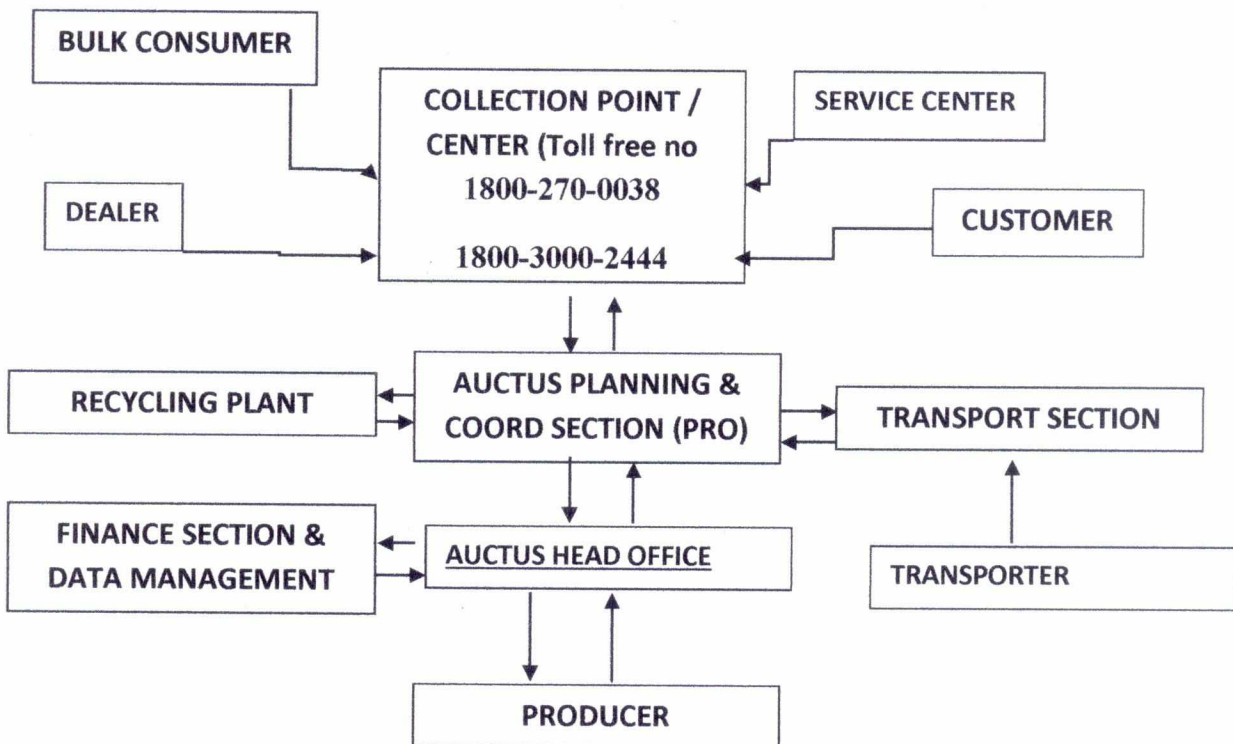 BULK CONSUMER
COLLECTION POINT /
CENTER (Toll free no
1800-270-0038
1800-3000-2444
SERVICE CENTER
DEALER
CUSTOMER
RECYCLING PLANT
AUCTUS PLANNING &
COORD SECTION (PRO)
TRANSPORT SECTION
FINANCE SECTION &
DATA MANAGEMENT
AUCTUS HEAD OFFICE
TRANSPORTER
PRODUCER